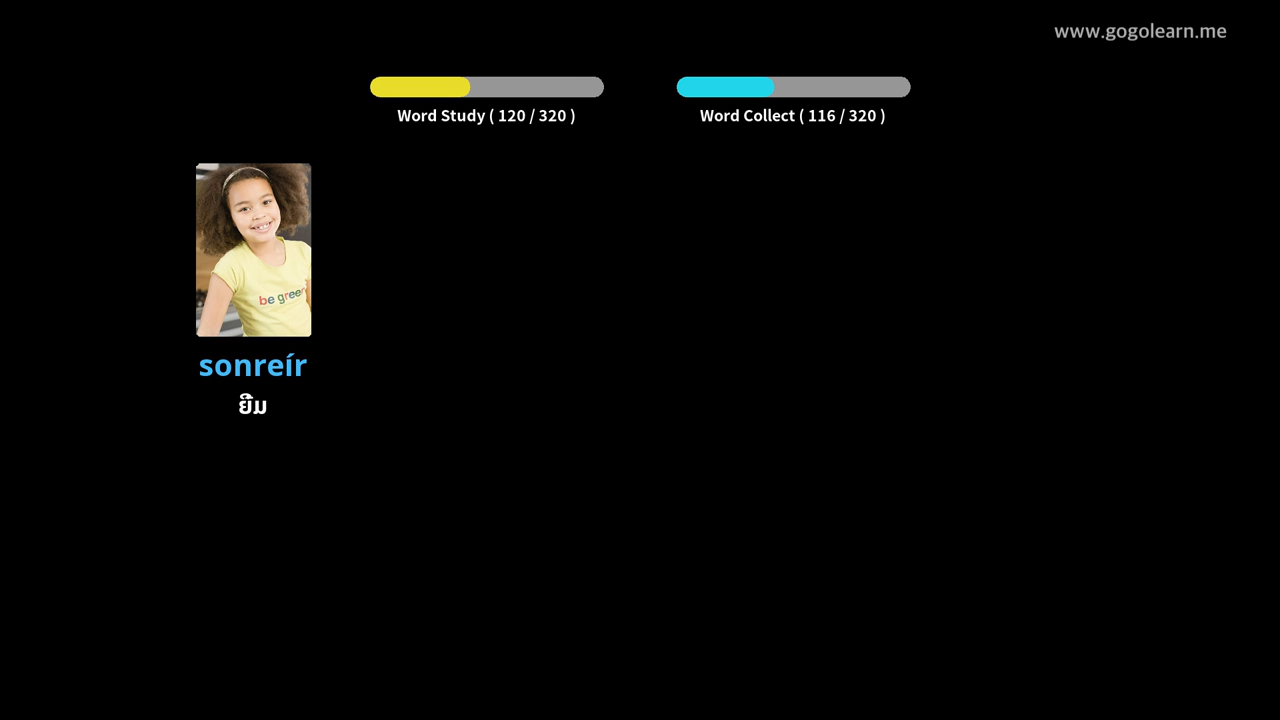 www.gogolearn.me
Word Study ( 120 / 320 )
Word Collect ( 116 / 320 )
be green
sonreír
ຍິ້ມ